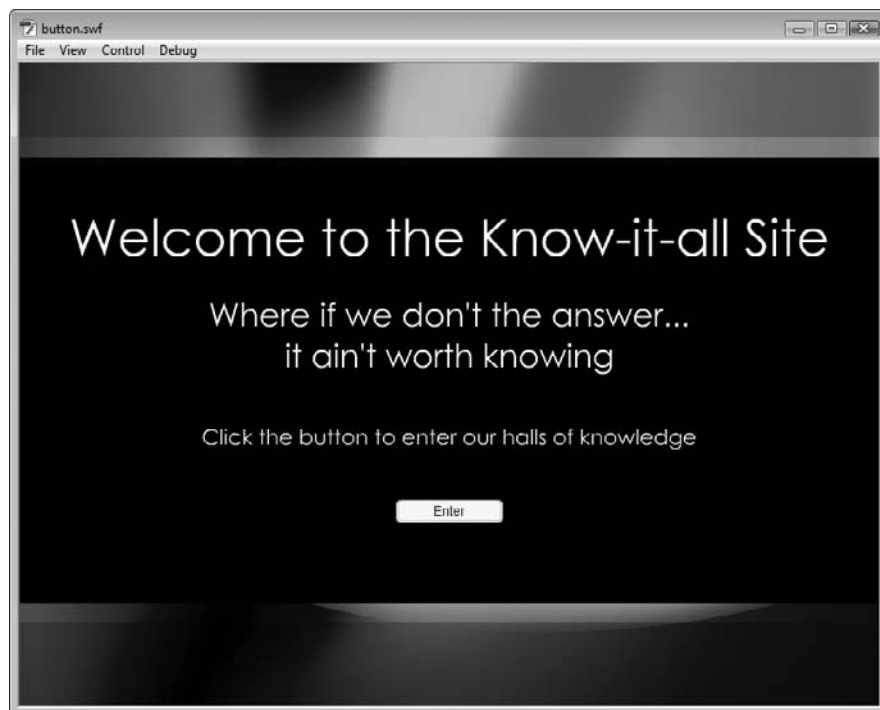 button.swf
File View Control Debug
Welcome to the Know-it-all Site
Where if we don't the answer...
it ain't worth knowing
Click the button to enter our halls of knowledge
Enter